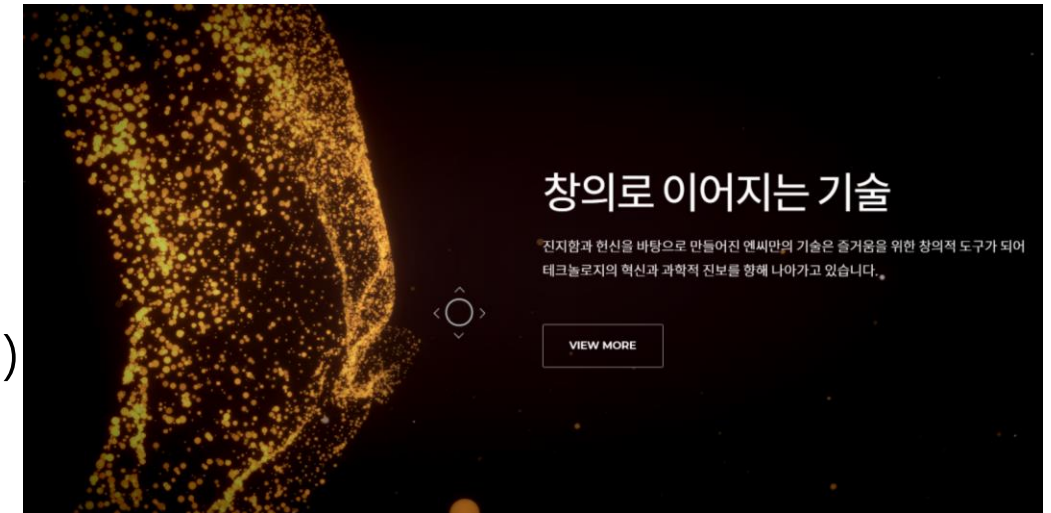 창의로 이어지는 기술
진지함과 헌신을 바탕으로 만들어진 엔씨만의 기술은 즐거움을 위한 창의적 도구가 되어
테크놀로지의 혁신과 과학적 진보를 향해 나아가고 있습니다.
)
VIEW MORE